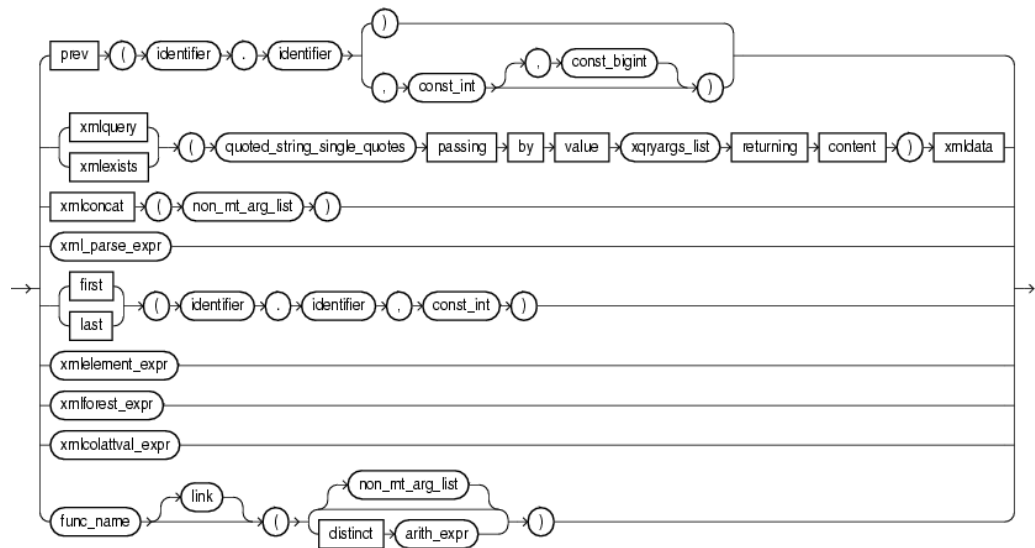 )
prev ( identifier . identifier
, const_bigint
, const_int )
xmlquery
( quoted_string_single_quotes passing by value xqryargs_list returning content ) xmldata
xmlexists
xmlconcat ( non_mt_arg_list )
xml_parse_expr
first
( identifier . identifier , const_int )
last
xmlelement_expr
xmlforest_expr
xmlcolattval_expr
link non_mt_arg_list
func_name ( )
distinct arith_expr